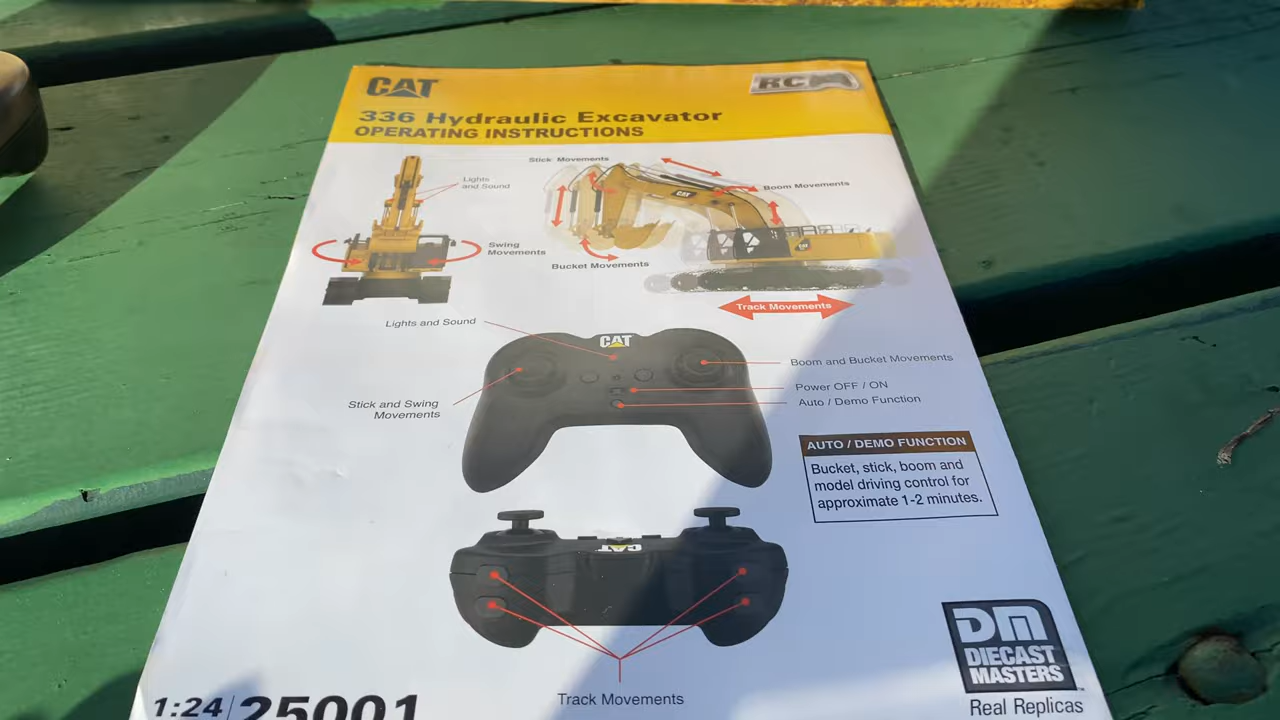 CAT
RC
336 Hydraulic Excavator
OPERATING INSTRUCTIONS
Stick Movements
Lights
and Sound
Boom Movements
CAT
Swing
Movements
CAT
Bucket Movements
Track Movements
Lights and Sound
CAT
Boom and Bucket Movements
Power OFF / ON
Stick and Swing
Movements
Auto / Demo Function
AUTO / DEMO FUNCTION
Bucket, stick, boom and
model driving control for
approximate 1-2 minutes.
CAT
DM
DIECAST
MASTERS
Real Replicas
Track Movements
1:24 25001